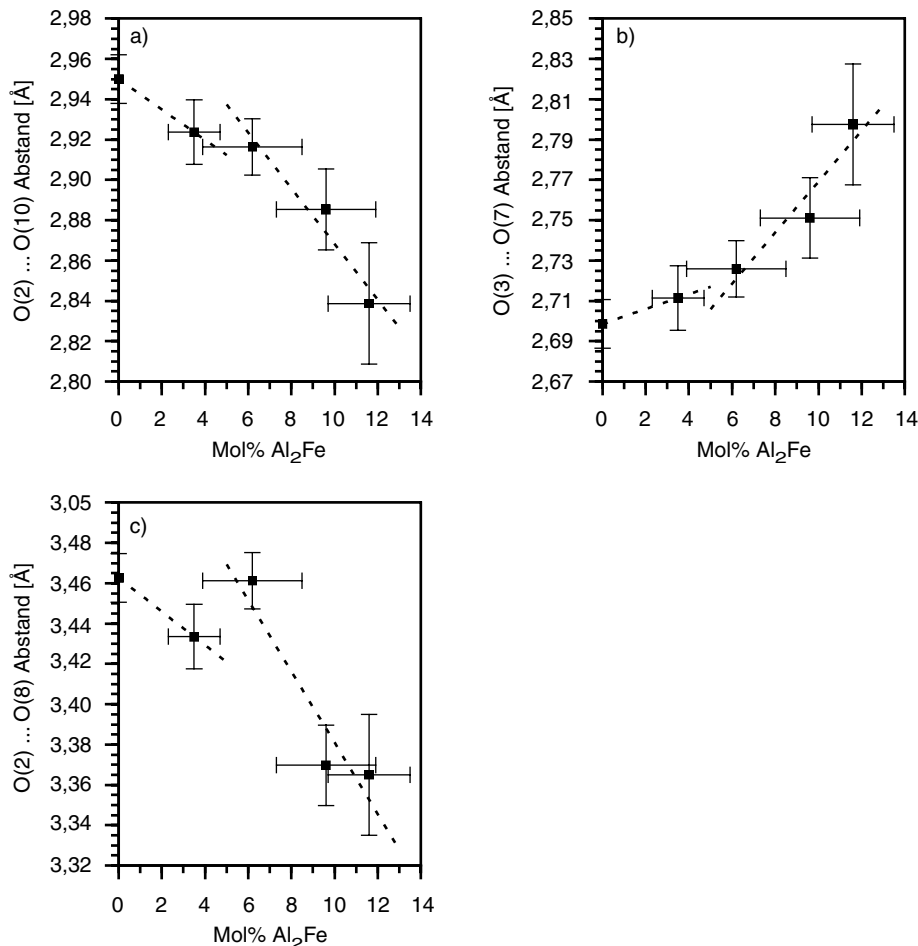 a)
O(2) ... O(10) Abstand [Å]
2,98
2,96
2,94
2,92
2,90
2,88
2,86
2,84
2,82
2,80
0 2 4 6 8 10 12 14
Mol% Al₂Fe
b)
O(3) ... O(7) Abstand [Å]
2,85
2,83
2,81
2,79
2,77
2,75
2,73
2,71
2,69
2,67
0 2 4 6 8 10 12 14
Mol% Al₂Fe
c)
O(2) ... O(8) Abstand [Å]
3,05
3,48
3,46
3,44
3,42
3,40
3,38
3,36
3,34
3,32
0 2 4 6 8 10 12 14
Mol% Al₂Fe